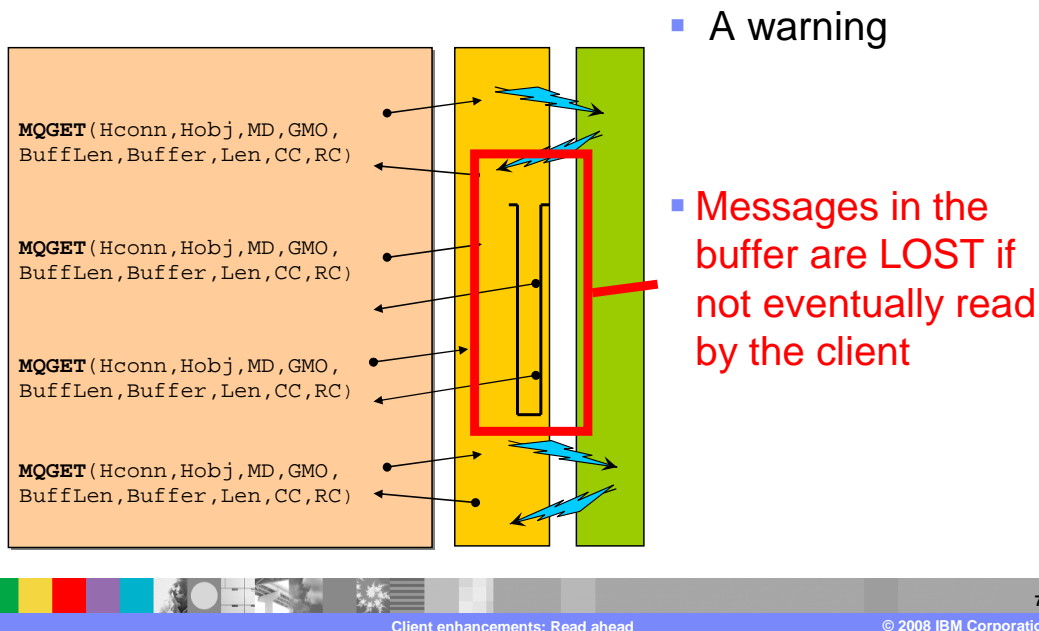 A warning
MQGET(Hconn,Hobj,MD,GMO,
BuffLen,Buffer,Len,CC,RC)
MQGET(Hconn,Hobj,MD,GMO,
BuffLen,Buffer,Len,CC,RC)
MQGET(Hconn,Hobj,MD,GMO,
BuffLen,Buffer,Len,CC,RC)
MQGET(Hconn,Hobj,MD,GMO,
BuffLen,Buffer,Len,CC,RC)
Messages in the
buffer are LOST if
not eventually read
by the client
7
Client enhancements: Read ahead
© 2008 IBM Corporatio